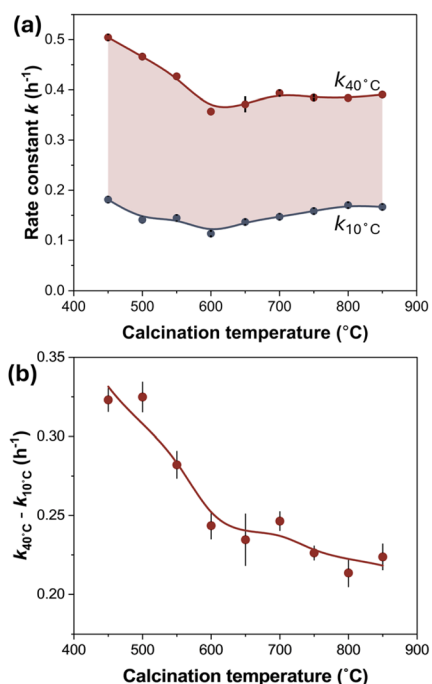 (a)
Rate constant k (h⁻¹)
0.5
0.4
0.3
0.2
0.1
0.0
k40°C
k10°C
400 500 600 700 800 900
Calcination temperature (°C)
(b)
k40°C - k10°C (h⁻¹)
0.35
0.30
0.25
0.20
400 500 600 700 800 900
Calcination temperature (°C)